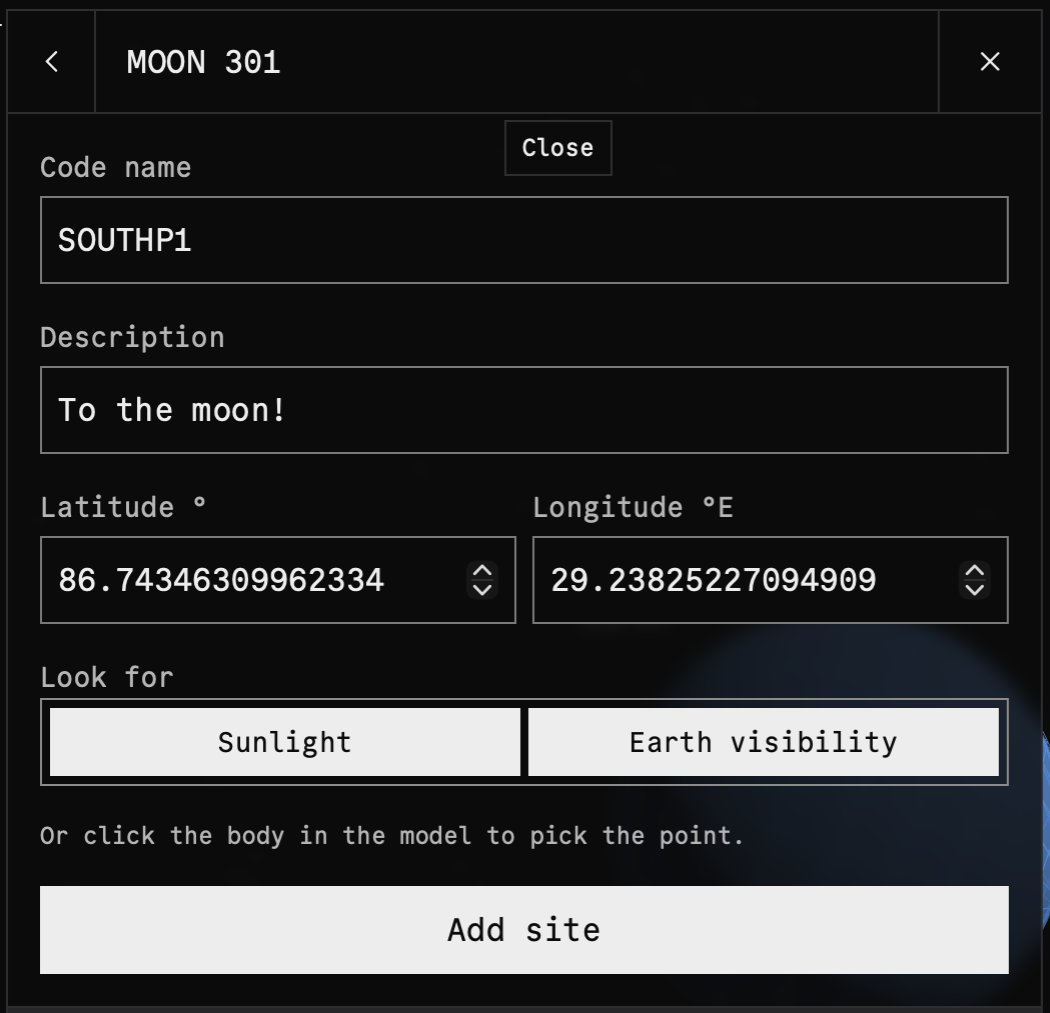 MOON 301
Close
Code name
SOUTHP1
Description
To the moon!
Latitude ° Longitude °E
86.74346309962334 29.23825227094909
Look for
Sunlight Earth visibility
Or click the body in the model to pick the point.
Add site